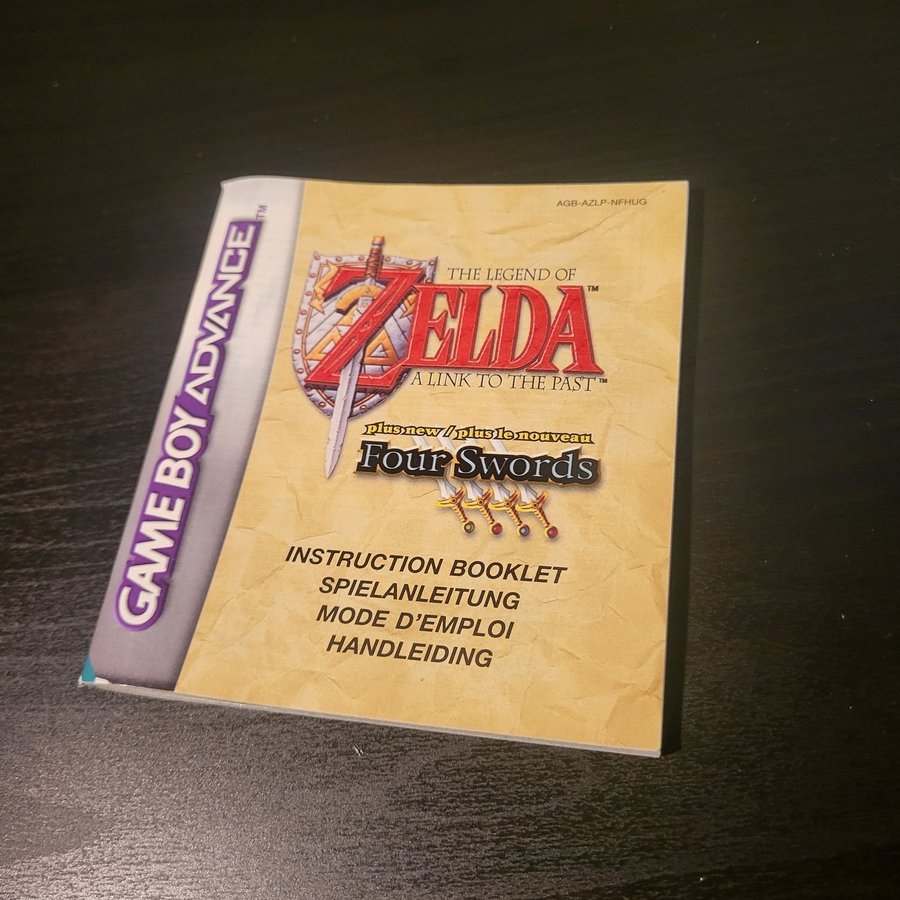 AGB-AZLP-NFHUG
GAME BOY ADVANCE™
THE LEGEND OF
ZELDA™
A LINK TO THE PAST™
plus new / plus le nouveau
Four Swords
INSTRUCTION BOOKLET
SPIELANLEITUNG
MODE D'EMPLOI
HANDLEIDING